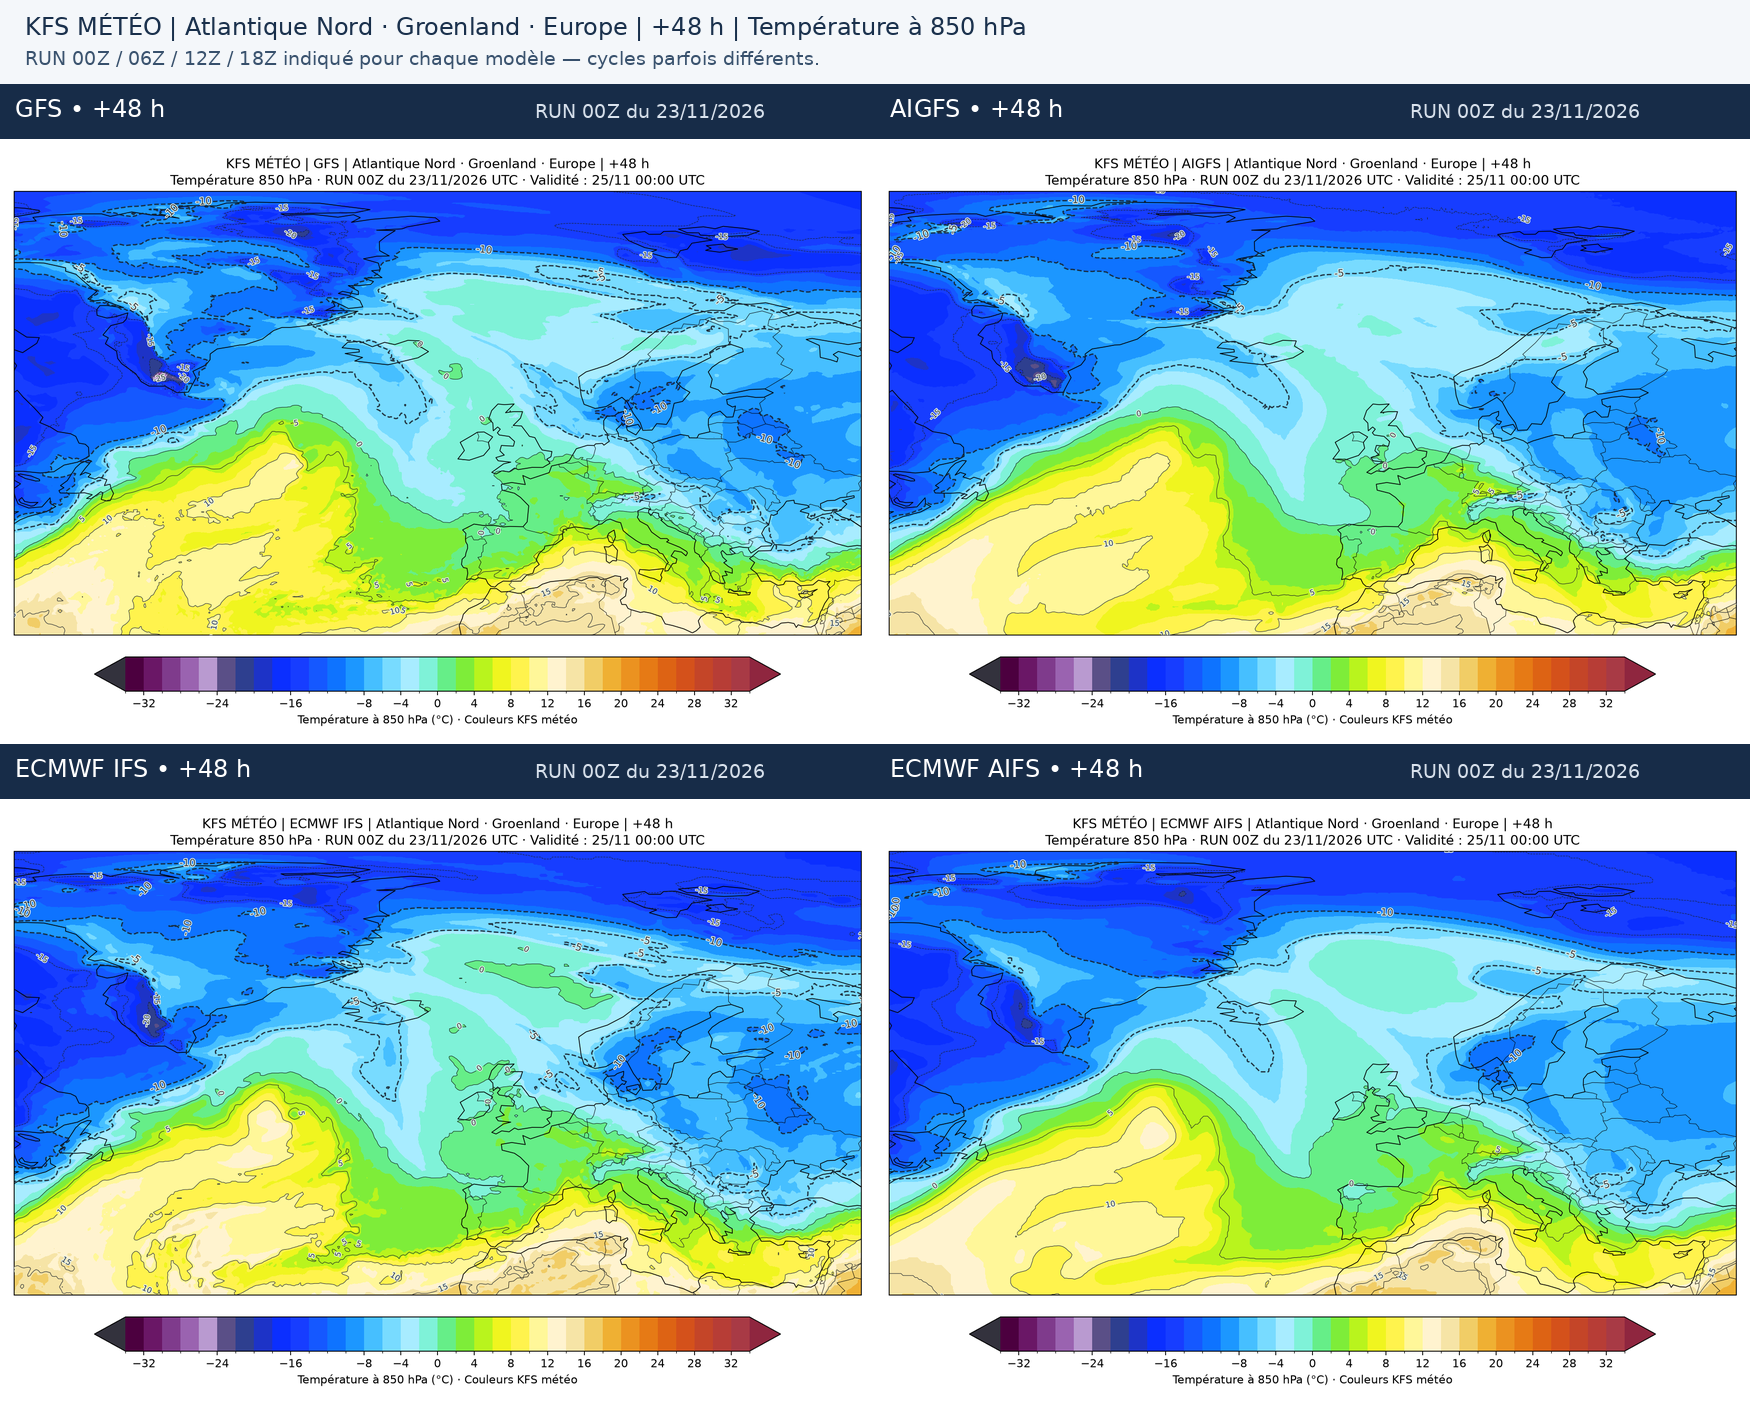 KFS MÉTÉO | Atlantique Nord · Groenland · Europe | +48 h | Température à 850 hPa
RUN 00Z / 06Z / 12Z / 18Z indiqué pour chaque modèle — cycles parfois différents.
GFS • +48 h
RUN 00Z du 23/11/2026
AIGFS • +48 h
RUN 00Z du 23/11/2026
KFS MÉTÉO | GFS | Atlantique Nord · Groenland · Europe | +48 h
Température 850 hPa · RUN 00Z du 23/11/2026 UTC · Validité : 25/11 00:00 UTC
KFS MÉTÉO | AIGFS | Atlantique Nord · Groenland · Europe | +48 h
Température 850 hPa · RUN 00Z du 23/11/2026 UTC · Validité : 25/11 00:00 UTC
−32 −24 −16 −8 −4 0 4 8 12 16 20 24 28 32
Température à 850 hPa (°C) · Couleurs KFS météo
−32 −24 −16 −8 −4 0 4 8 12 16 20 24 28 32
Température à 850 hPa (°C) · Couleurs KFS météo
ECMWF IFS • +48 h
RUN 00Z du 23/11/2026
ECMWF AIFS • +48 h
RUN 00Z du 23/11/2026
KFS MÉTÉO | ECMWF IFS | Atlantique Nord · Groenland · Europe | +48 h
Température 850 hPa · RUN 00Z du 23/11/2026 UTC · Validité : 25/11 00:00 UTC
KFS MÉTÉO | ECMWF AIFS | Atlantique Nord · Groenland · Europe | +48 h
Température 850 hPa · RUN 00Z du 23/11/2026 UTC · Validité : 25/11 00:00 UTC
−32 −24 −16 −8 −4 0 4 8 12 16 20 24 28 32
Température à 850 hPa (°C) · Couleurs KFS météo
−32 −24 −16 −8 −4 0 4 8 12 16 20 24 28 32
Température à 850 hPa (°C) · Couleurs KFS météo